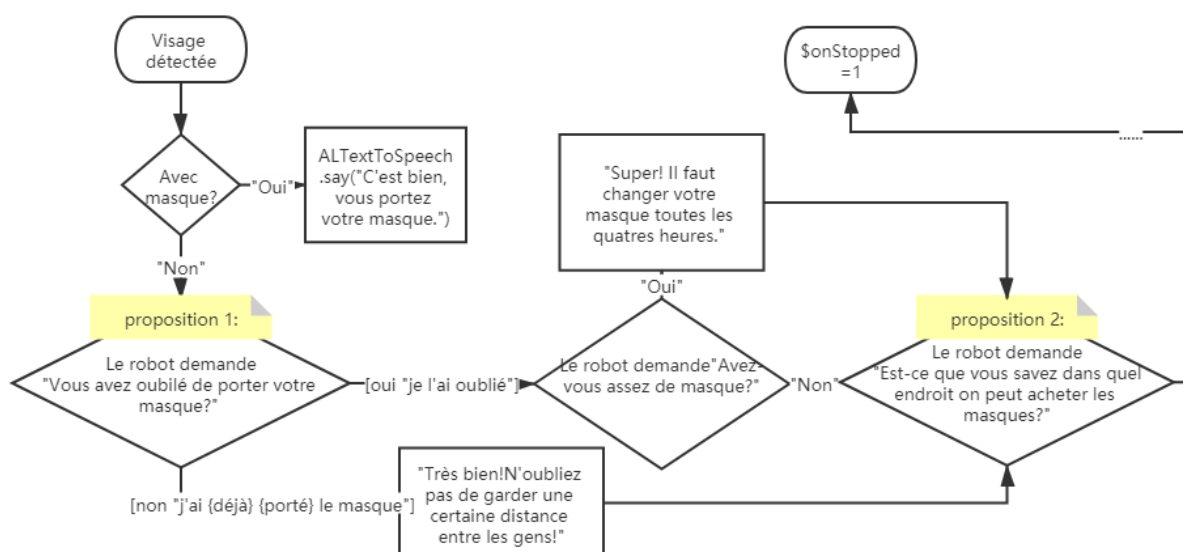 Visage
détectée
$onStopped
=1
......
Avec
masque?
"Oui"
ALTextToSpeech
.say("C'est bien,
vous portez
votre masque.")
"Super! Il faut
changer votre
masque toutes les
quatres heures."
"Non"
"Oui"
proposition 1:
Le robot demande
"Vous avez oubilé de porter votre
masque?"
[oui "je l'ai oublié"]
Le robot demande"Avez-
vous assez de masque?"
"Non"
proposition 2:
Le robot demande
"Est-ce que vous savez dans quel
endroit on peut acheter les
masques?"
[non "j'ai {déjà} {porté} le masque"]
"Très bien!N'oubliez
pas de garder une
certaine distance
entre les gens!"